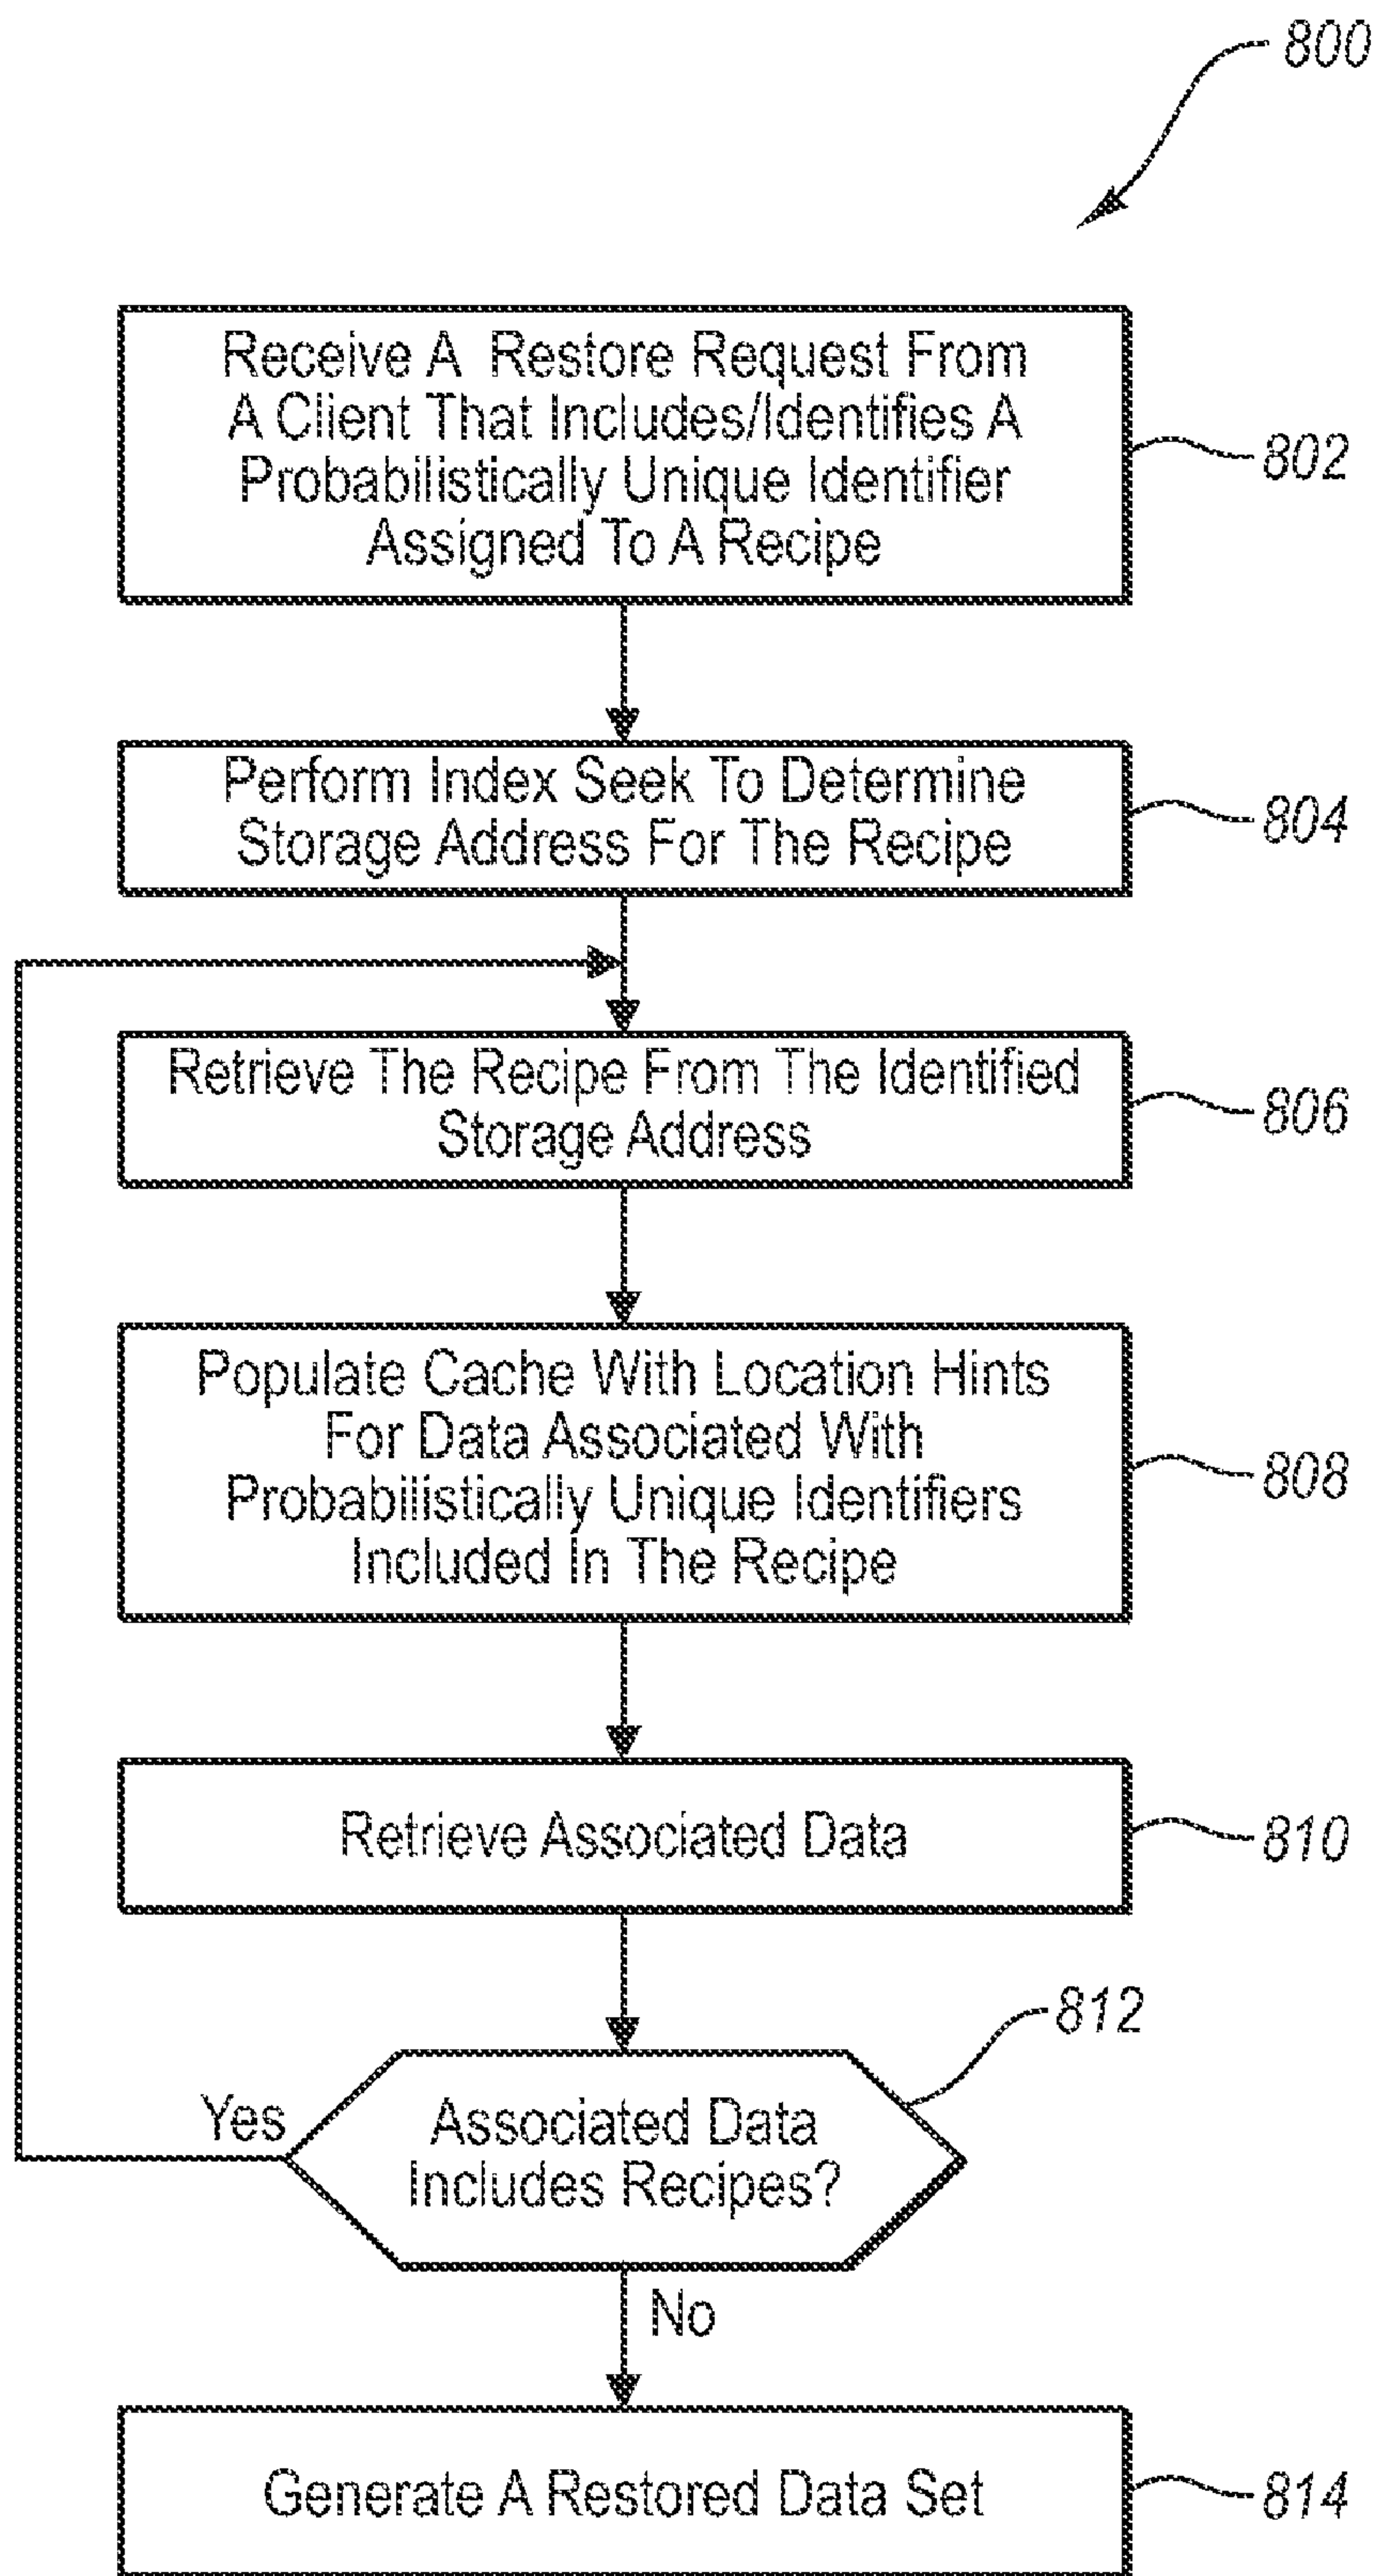 800
Receive A Restore Request From
A Client That Includes/Identifies A
Probabilistically Unique Identifier
Assigned To A Recipe
802
Perform Index Seek To Determine
Storage Address For The Recipe
804
Retrieve The Recipe From The Identified
Storage Address
806
Populate Cache With Location Hints
For Data Associated With
Probabilistically Unique Identifiers
Included In The Recipe
808
Retrieve Associated Data
810
812
Yes
Associated Data
Includes Recipes?
No
Generate A Restored Data Set
814